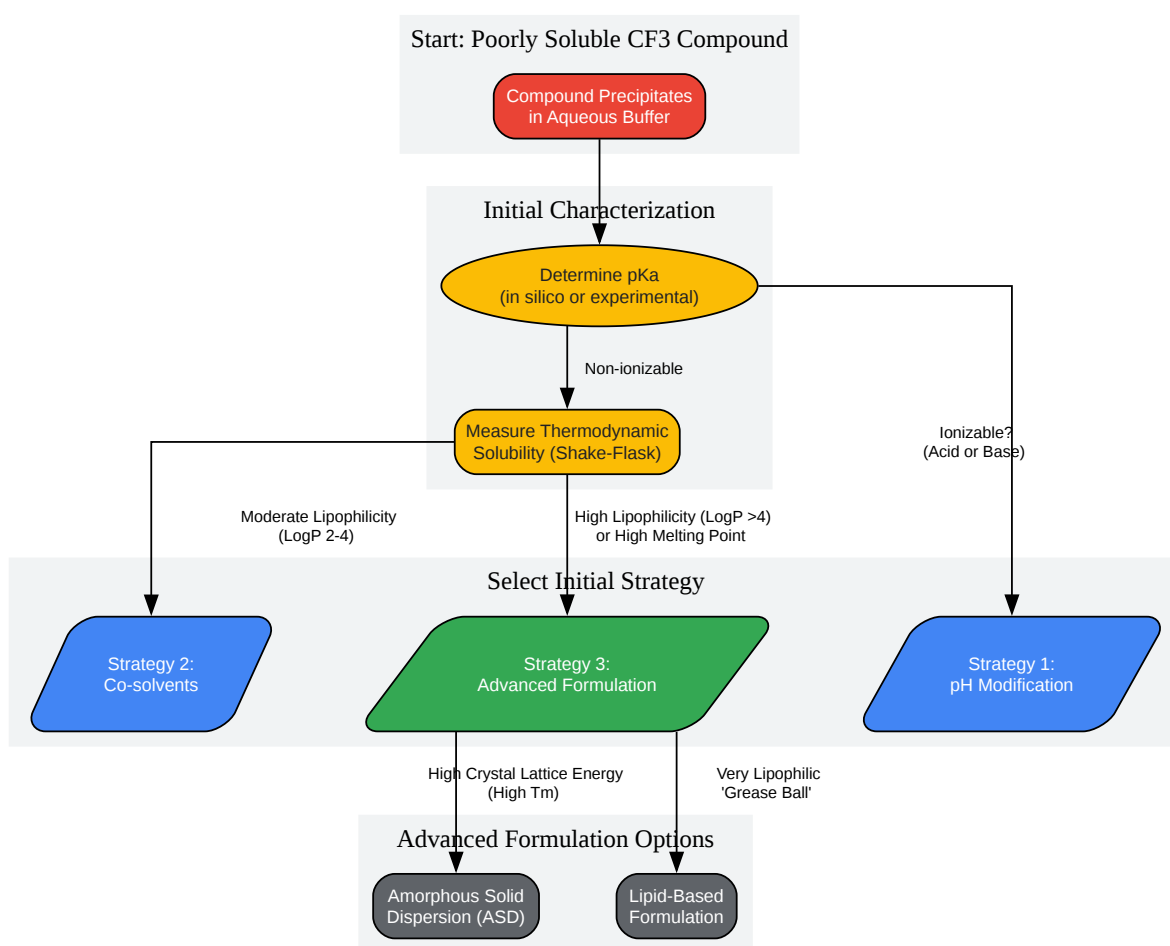 Start: Poorly Soluble CF3 Compound
Compound Precipitates
in Aqueous Buffer
Initial Characterization
Determine pKa
(in silico or experimental)
Non-ionizable
Measure Thermodynamic
Solubility (Shake-Flask)
Ionizable?
(Acid or Base)
Moderate Lipophilicity
(LogP 2-4)
High Lipophilicity (LogP >4)
or High Melting Point
Select Initial Strategy
Strategy 2:
Co-solvents
Strategy 3:
Advanced Formulation
Strategy 1:
pH Modification
High Crystal Lattice Energy
(High Tm)
Very Lipophilic
'Grease Ball'
Advanced Formulation Options
Amorphous Solid
Dispersion (ASD)
Lipid-Based
Formulation